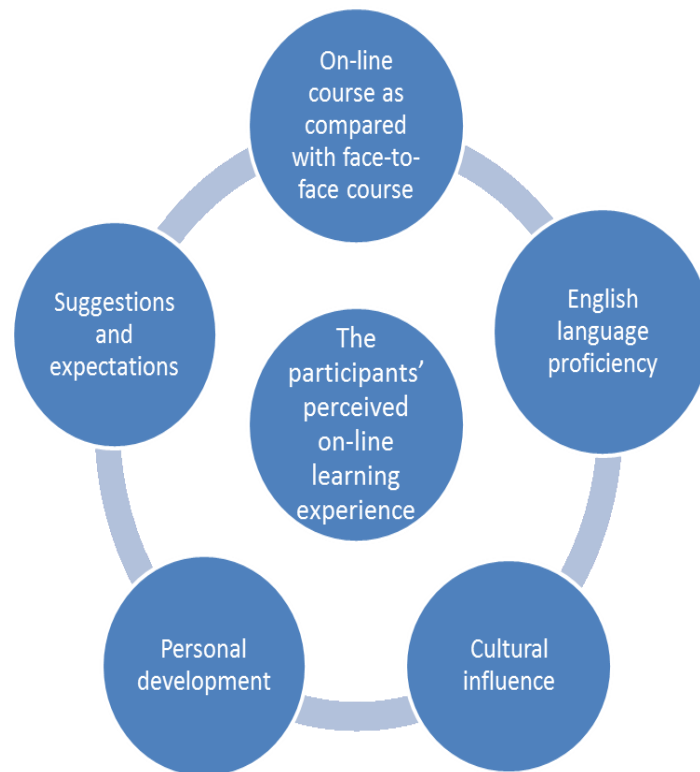 On-line
course as
compared
with face-to-
face course
English
language
proficiency
Cultural
influence
Personal
development
Suggestions
and
expectations
The
participants’
perceived
on-line
learning
experience